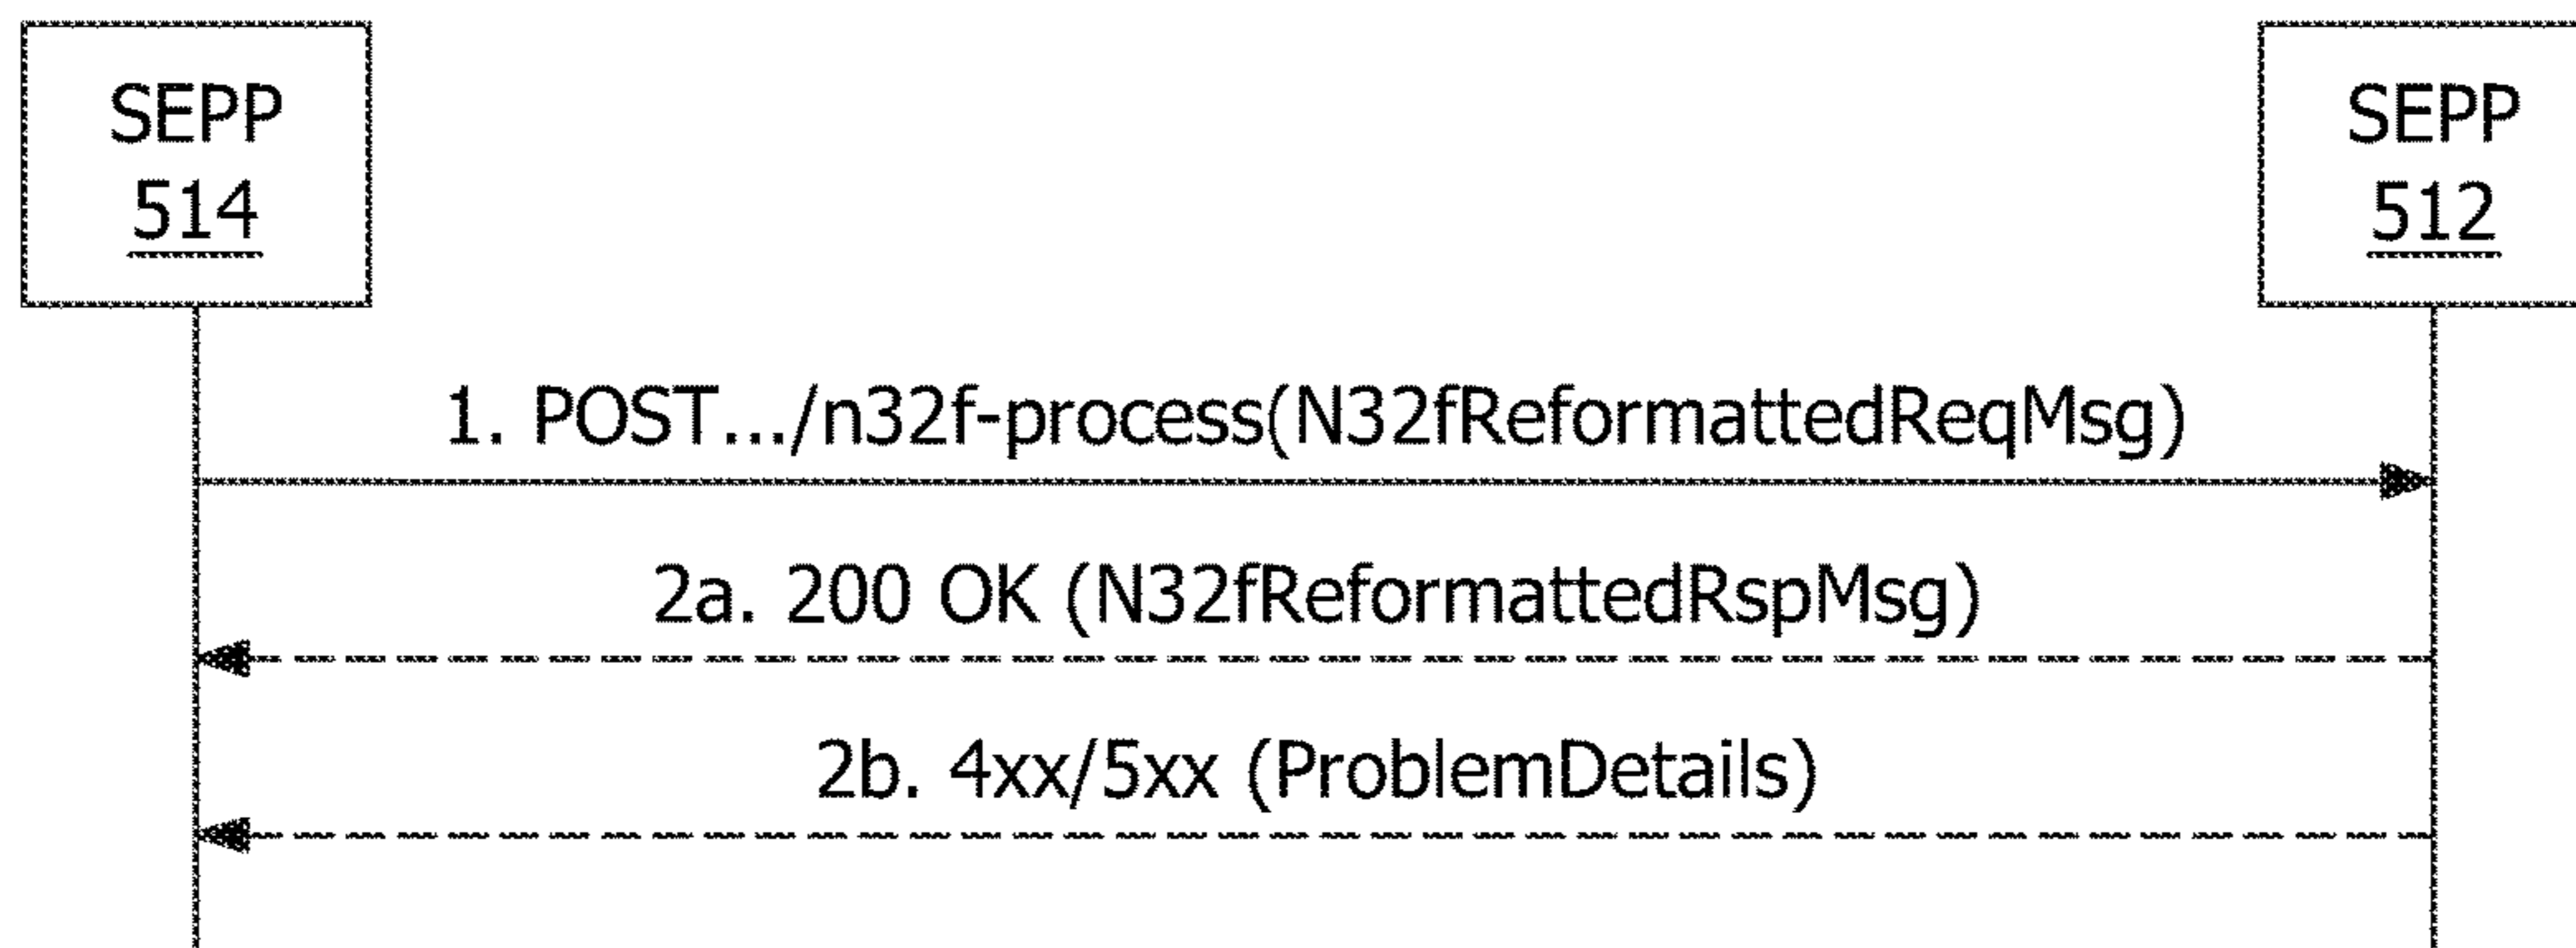 SEPP
514
SEPP
512
1. POST.../n32f-process(N32fReformattedReqMsg)
2a. 200 OK (N32fReformattedRspMsg)
2b. 4xx/5xx (ProblemDetails)